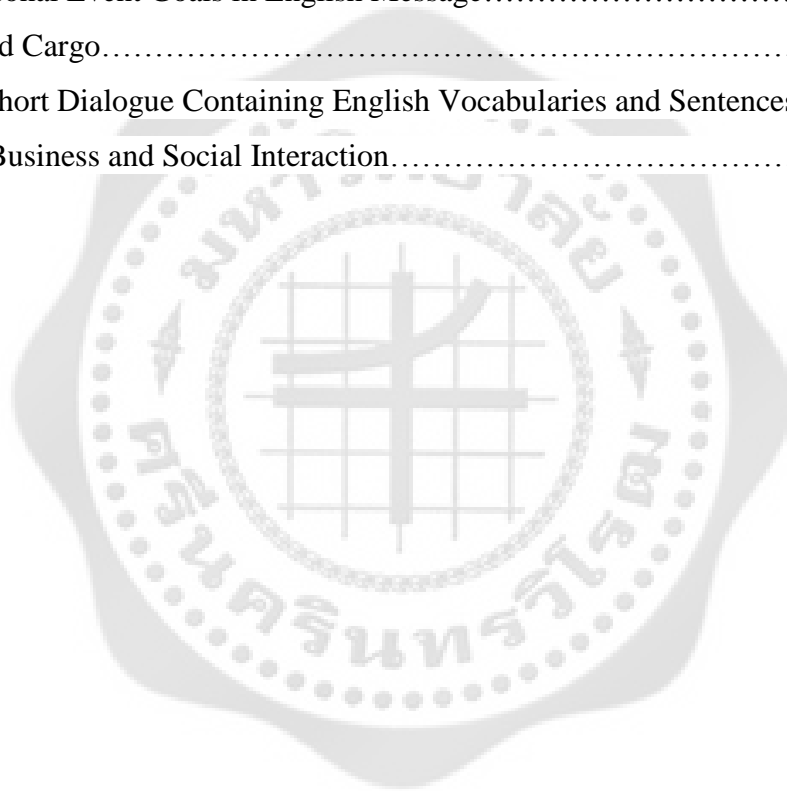 onal Event Goals in English Message……………………………
d Cargo……………………………………………………………………
hort Dialogue Containing English Vocabularies and Sentences
Business and Social Interaction………………………………
มหาวิทยาลัย
ศรีนครินทรวิโรฒ